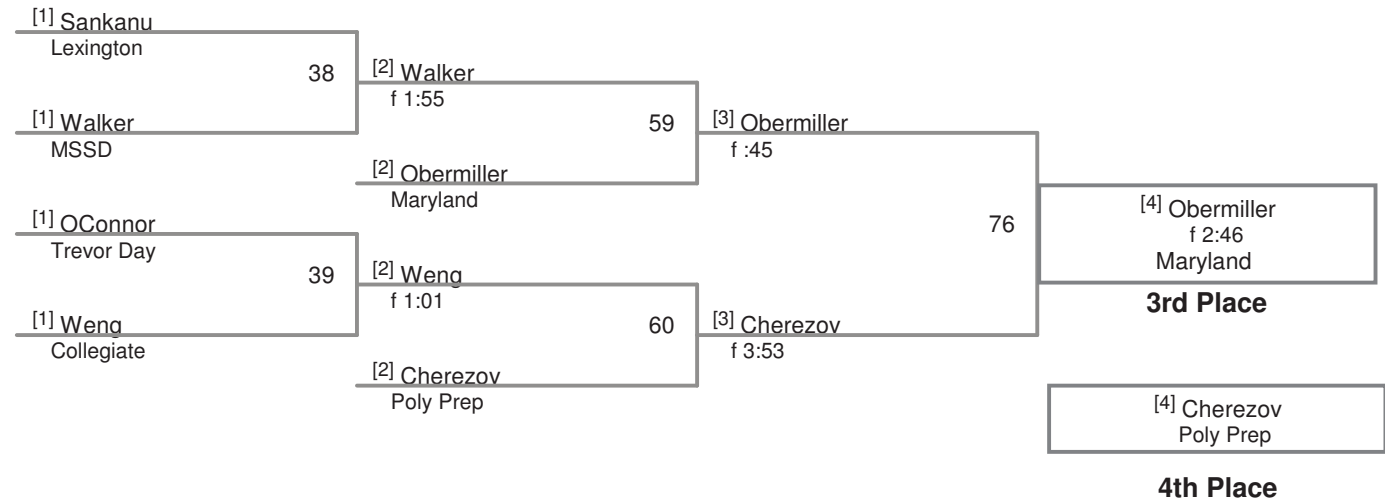 [1] Sankanu
Lexington
38
[2] Walker
f 1:55
[1] Walker
MSSD
59
[3] Obermiller
f :45
[2] Obermiller
Maryland
[1] OConnor
Trevor Day
76
[4] Obermiller
f 2:46
Maryland
3rd Place
39
[2] Weng
f 1:01
[1] Weng
Collegiate
60
[3] Cherezov
f 3:53
[2] Cherezov
Poly Prep
[4] Cherezov
Poly Prep
4th Place